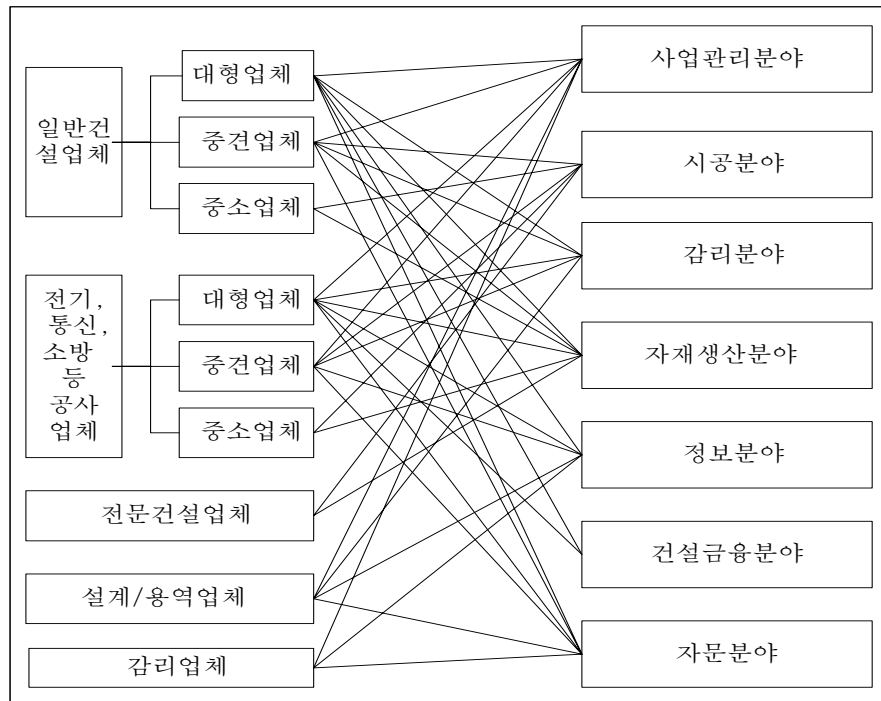 일반건
설업체
대형업체
중견업체
중소업체
전기,
통신,
소방
등
공사
업체
대형업체
중견업체
중소업체
전문건설업체
설계/용역업체
감리업체
사업관리분야
시공분야
감리분야
자재생산분야
정보분야
건설금융분야
자문분야